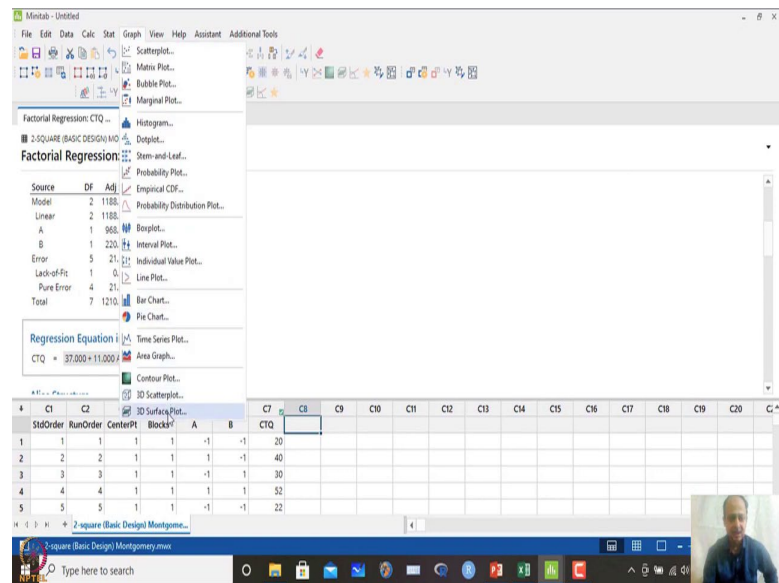 Minitab - Untitled
File Edit Data Calc Stat Graph View Help Assistant Additional Tools
Scatterplot...
Matrix Plot...
Bubble Plot...
Marginal Plot...
Histogram...
Dotplot...
Stem-and-Leaf...
Probability Plot...
Empirical CDF...
Probability Distribution Plot...
Boxplot...
Interval Plot...
Individual Value Plot...
Line Plot...
Bar Chart...
Pie Chart...
Time Series Plot...
Area Graph...
Contour Plot...
3D Scatterplot...
3D Surface Plot...
Factorial Regression: CTQ ...
2-SQUARE (BASIC DESIGN) MO
Factorial Regression:
Source DF Adj
Model 2 1188.
Linear 2 1188.
A 1 968.
B 1 220.
Error 5 21.
Lack-of-Fit 1 0.
Pure Error 4 21.
Total 7 1210.
Regression Equation i
CTQ = 37.000 + 11.000 A
C1 C2 C7 C8 C9 C10 C11 C12 C13 C14 C15 C16 C17 C18 C19 C20
StdOrder RunOrder CenterPt Blocks A B CTQ
1 1 1 1 1 -1 -1 20
2 2 2 1 1 1 -1 40
3 3 3 1 1 -1 1 30
4 4 4 1 1 1 1 52
5 5 5 1 1 -1 -1 22
2-square (Basic Design) Montgome...
2-square (Basic Design) Montgomery.mwx
Type here to search
NPTEL